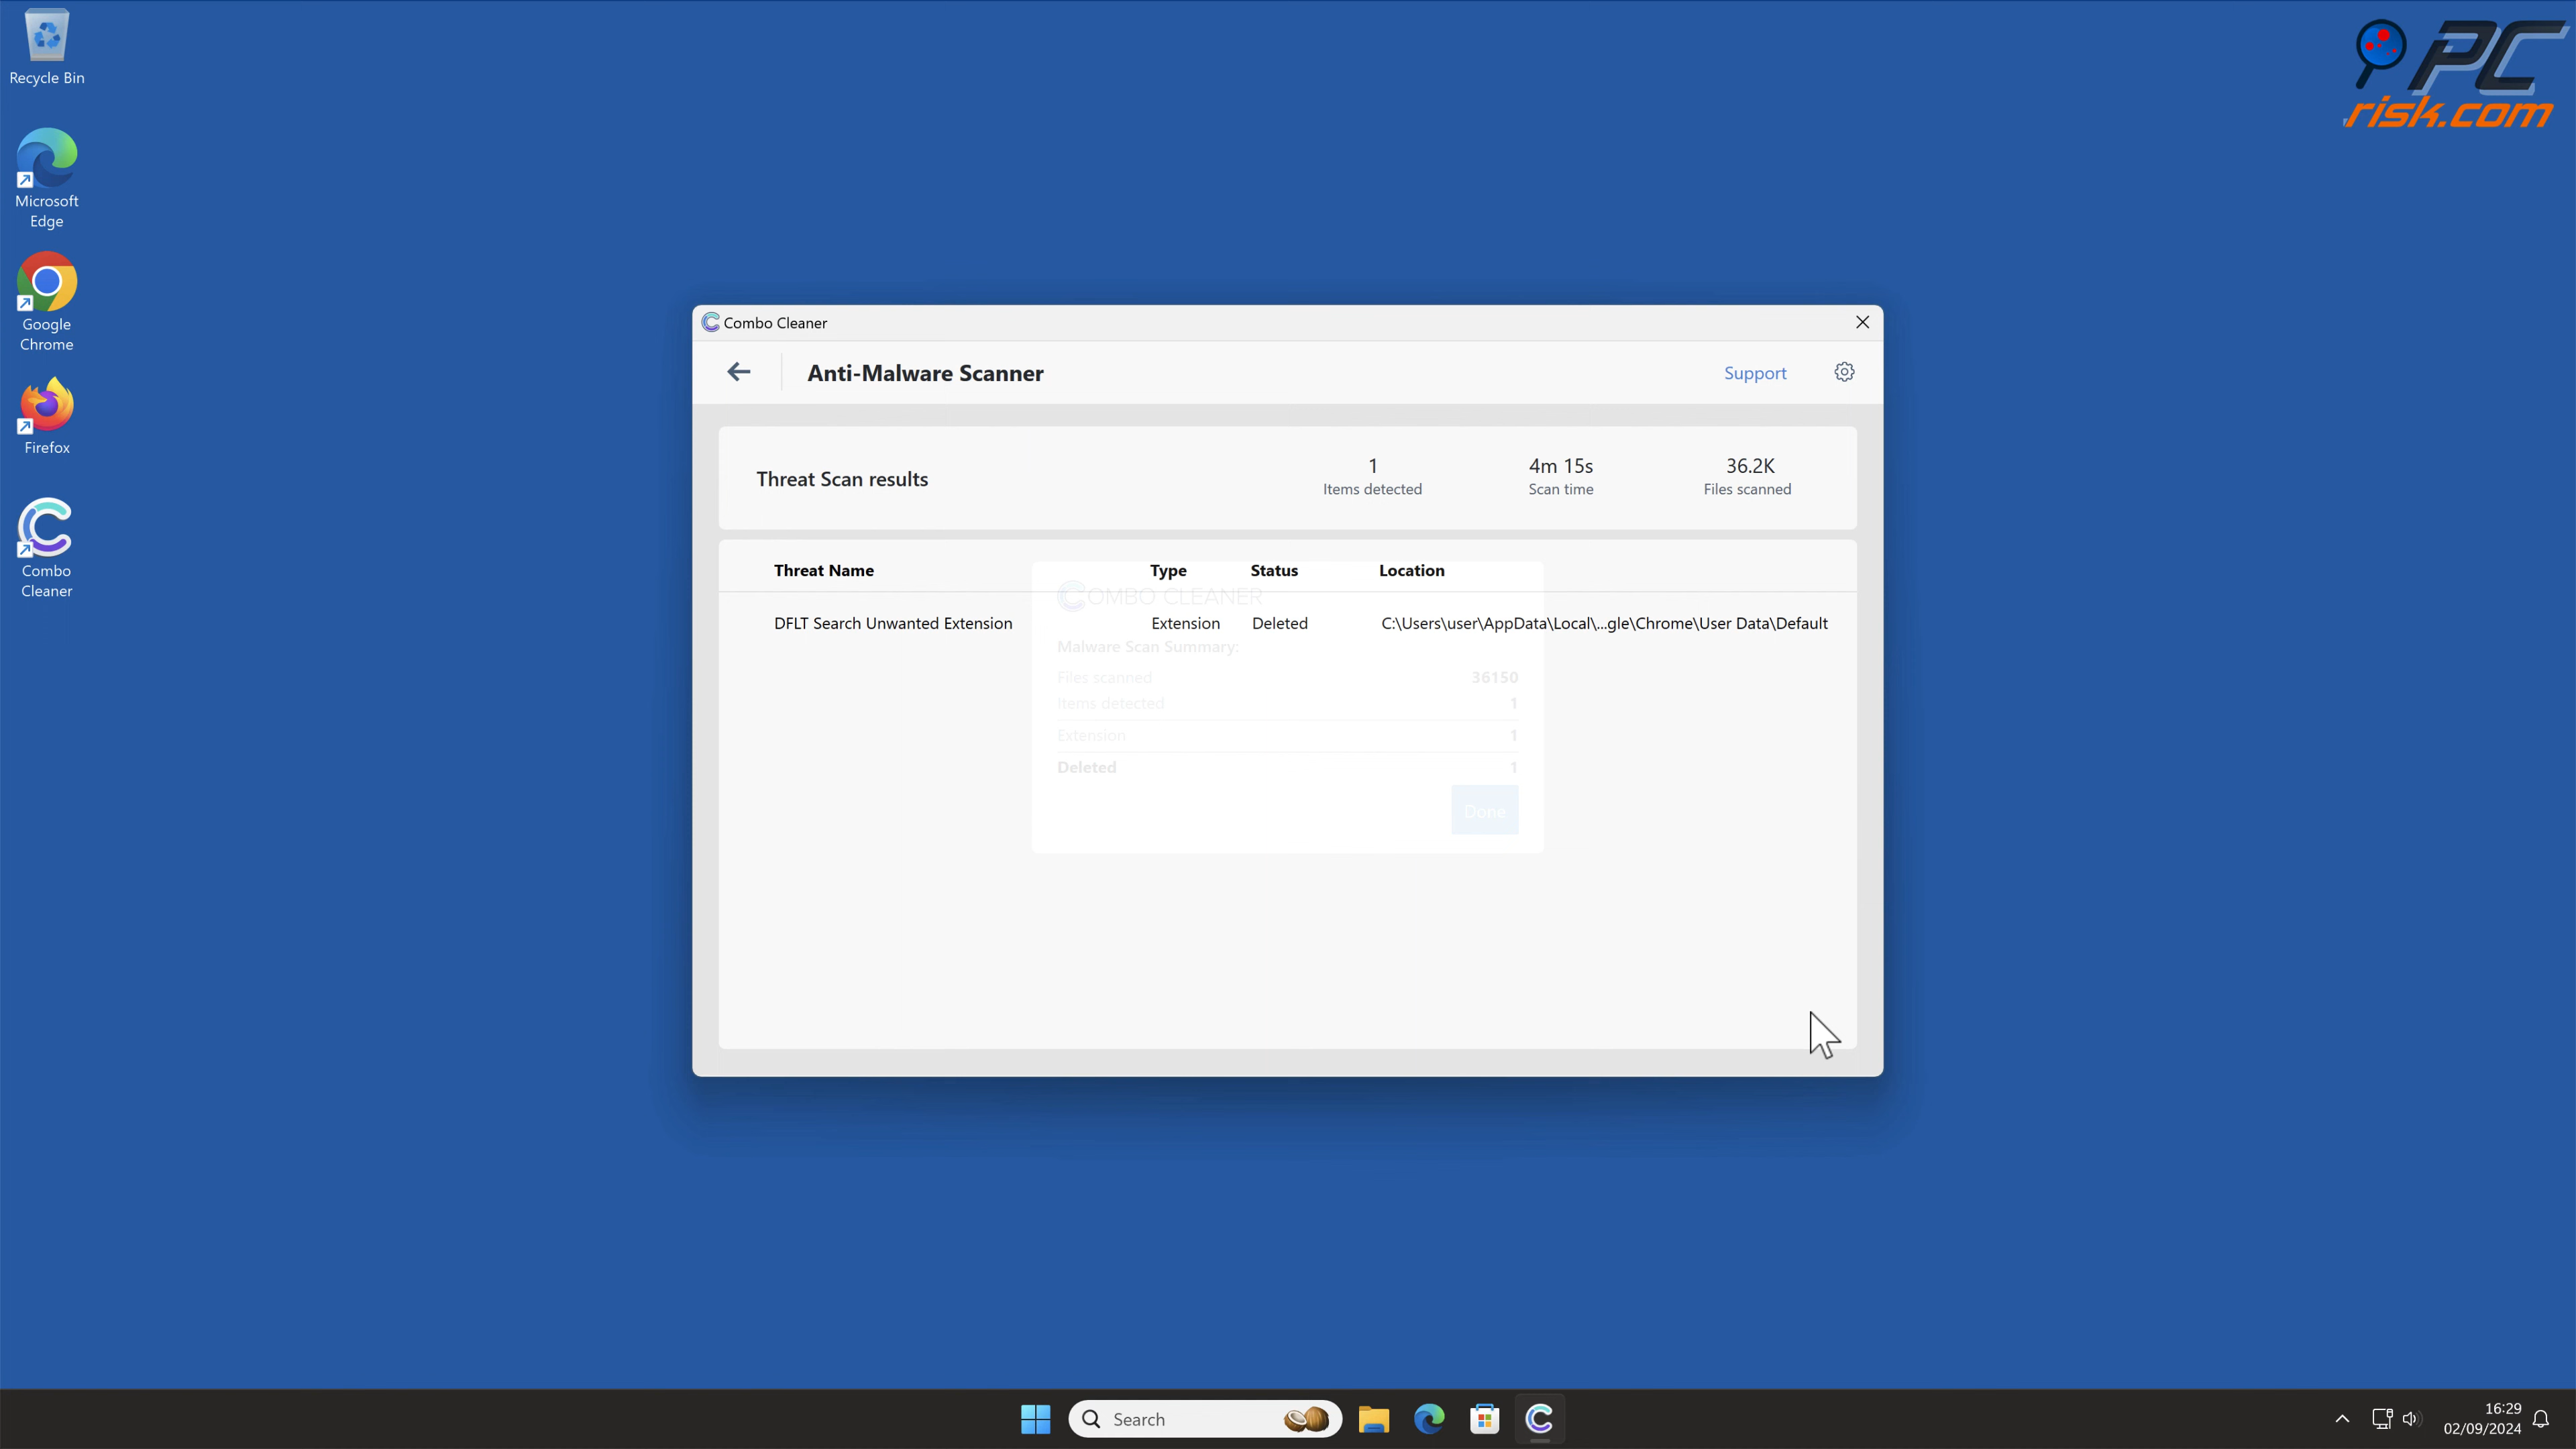 Recycle Bin
Microsoft
Edge
Google
Chrome
Firefox
Combo
Cleaner
PC
risk.com
Combo Cleaner
Anti-Malware Scanner
Support
Threat Scan results
1
Items detected
4m 15s
Scan time
36.2K
Files scanned
Threat Name Type Status Location
COMBO CLEANER
DFLT Search Unwanted Extension Extension Deleted C:\Users\user\AppData\Local\...gle\Chrome\User Data\Default
Malware Scan Summary:
Files scanned 36150
Items detected 1
Extension 1
Deleted 1
Done
Search
16:29
02/09/2024